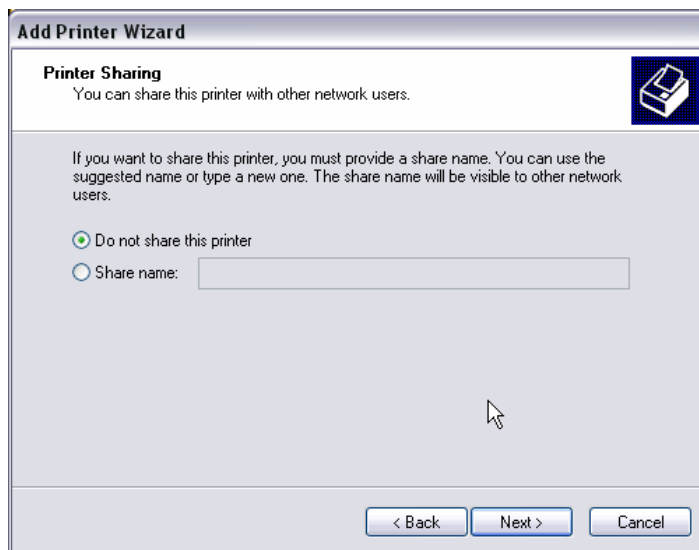 Add Printer Wizard
Printer Sharing
You can share this printer with other network users.
If you want to share this printer, you must provide a share name. You can use the
suggested name or type a new one. The share name will be visible to other network
users.
Do not share this printer
Share name:
< Back Next > Cancel